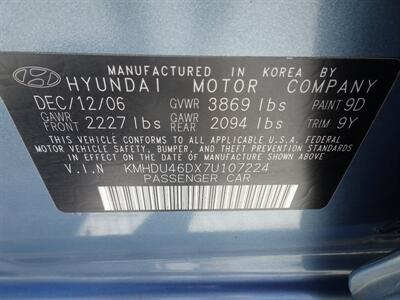 MANUFACTURED IN KOREA BY
HYUNDAI MOTOR COMPANY
DEC/12/06 GVWR 3869 lbs PAINT 9D
GAWR FRONT 2227 lbs GAWR REAR 2094 lbs TRIM 9Y
THIS VEHICLE CONFORMS TO ALL APPLICABLE U.S.A. FEDERAL
MOTOR VEHICLE SAFETY, BUMPER, AND THEFT PREVENTION STANDARDS
IN EFFECT ON THE DATE OF MANUFACTURE SHOWN ABOVE.
V.I.N KMHDU46DX7U107224
PASSENGER CAR